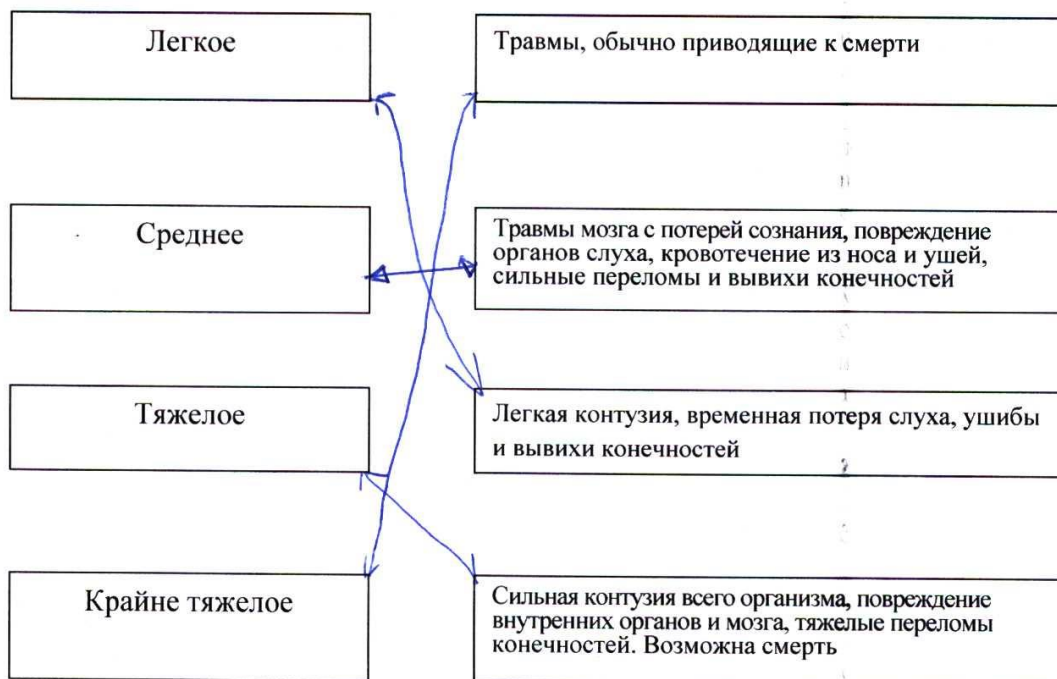 Легкое
Травмы, обычно приводящие к смерти
Среднее
Травмы мозга с потерей сознания, повреждение
органов слуха, кровотечение из носа и ушей,
сильные переломы и вывихи конечностей
Тяжелое
Легкая контузия, временная потеря слуха, ушибы
и вывихи конечностей
Крайне тяжелое
Сильная контузия всего организма, повреждение
внутренних органов и мозга, тяжелые переломы
конечностей. Возможна смерть